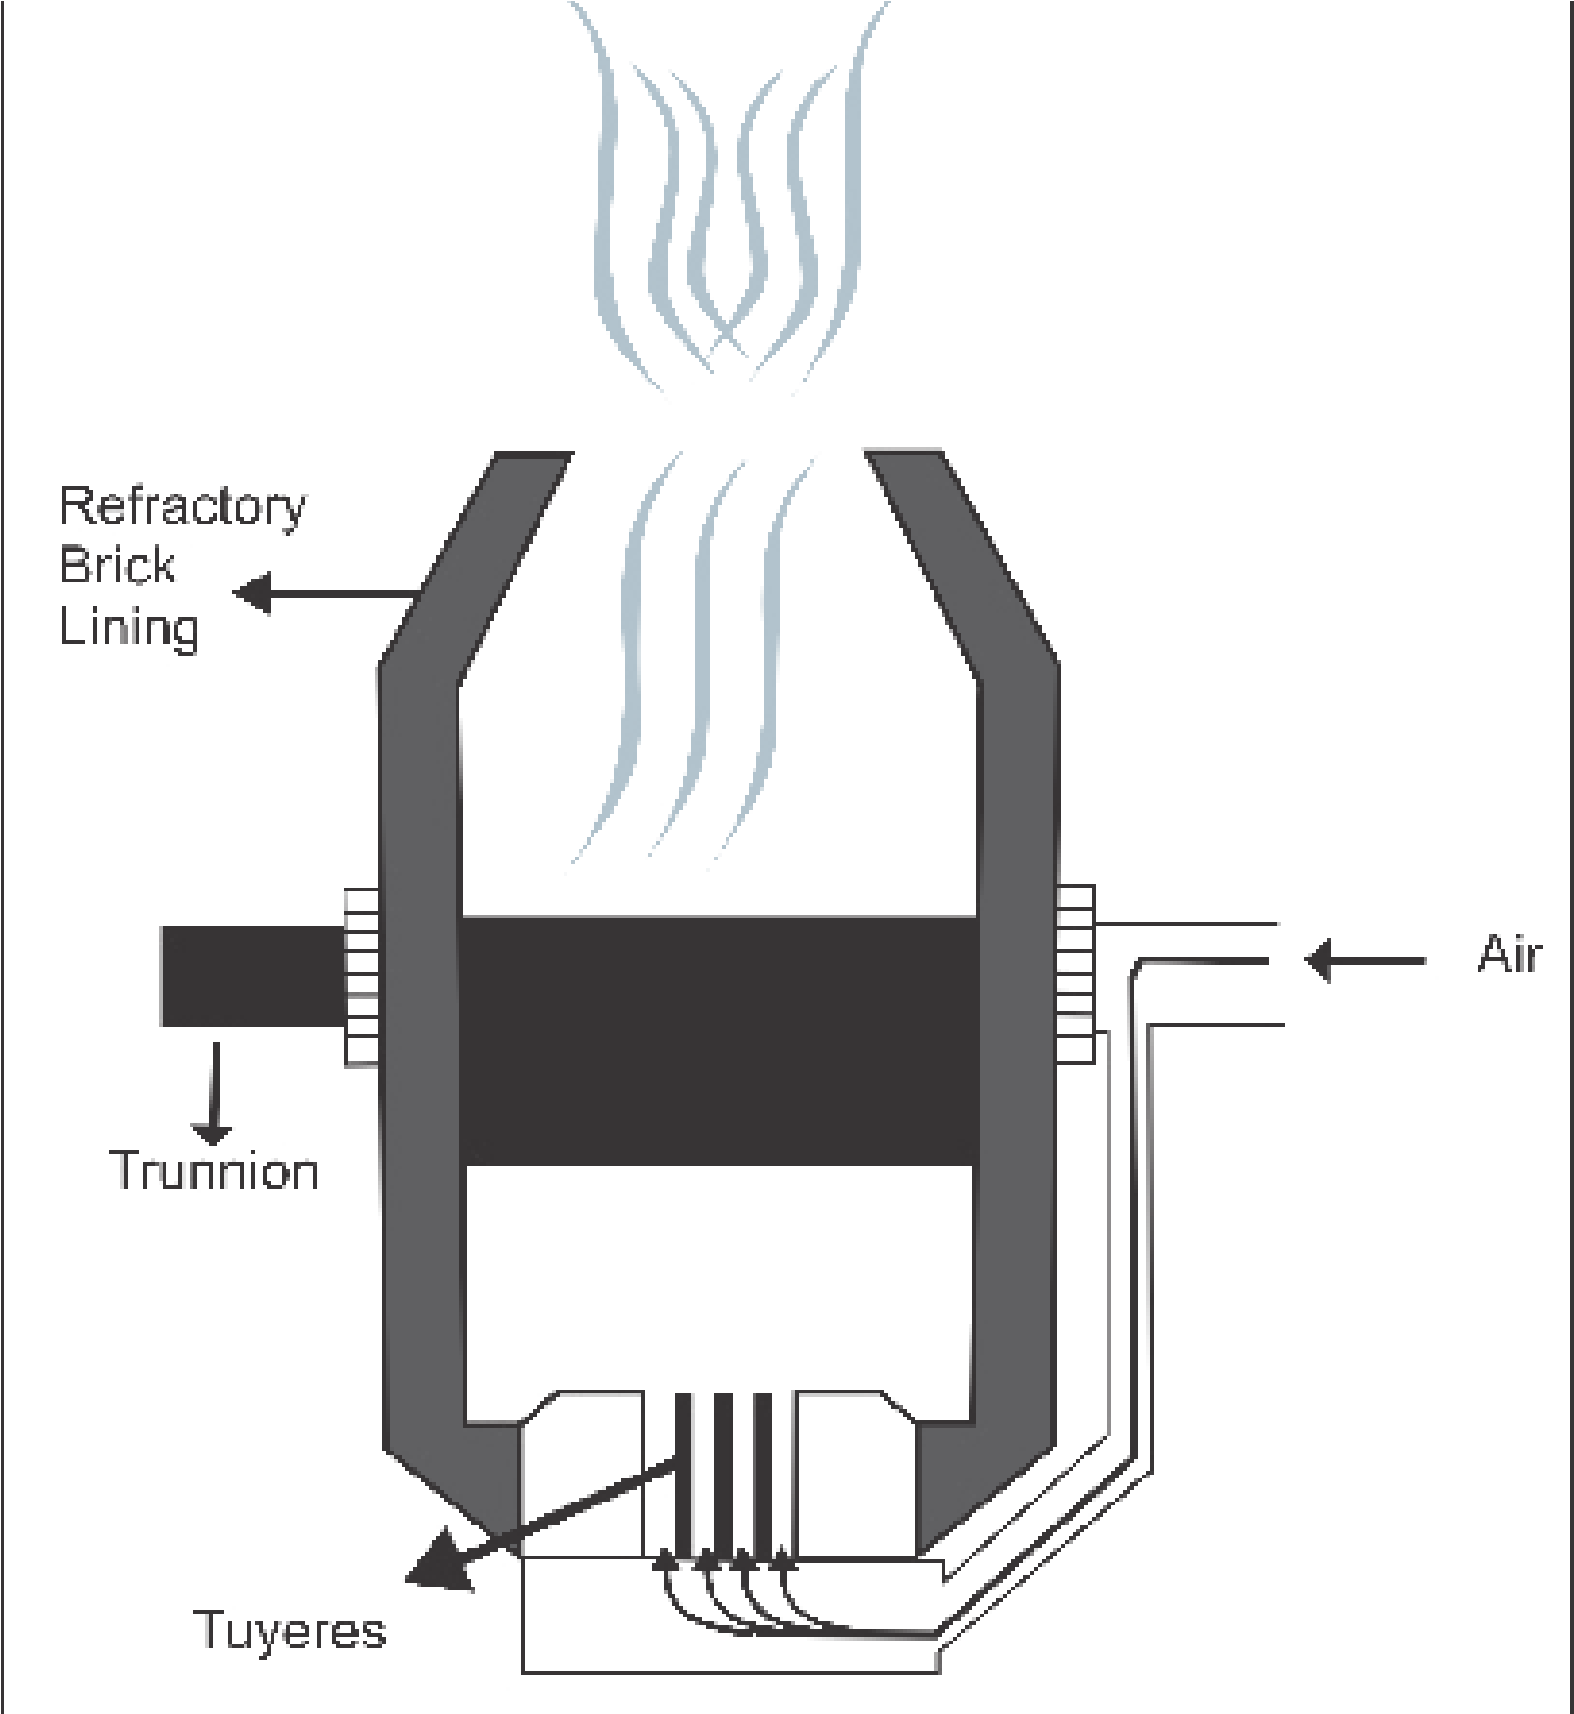 Refractory
Brick
Lining
Air
Trunnion
Tuyeres